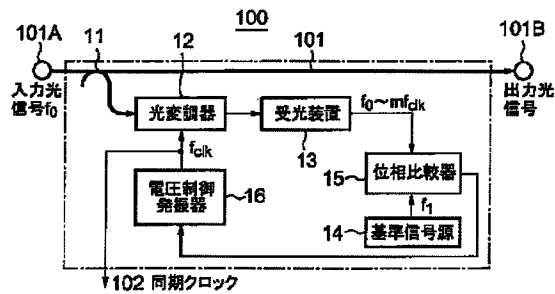 100
101A
11
12
101
101B
入力光
信号f0
出力光
信号
光変調器
受光装置
f0～mfclk
fclk
13
15
位相比較器
電圧制御
発振器
16
f1
14
基準信号源
102 同期クロック